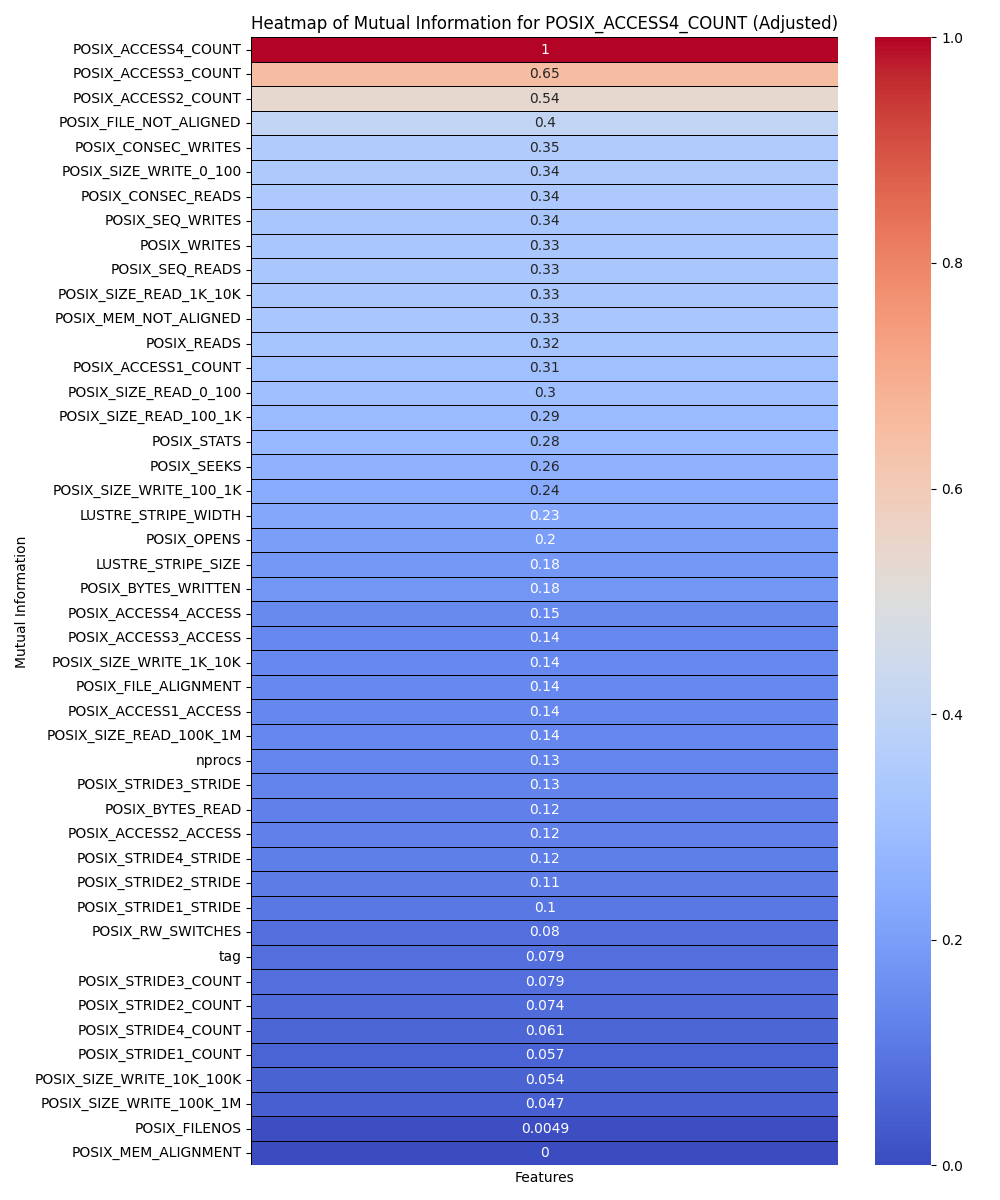 Heatmap of Mutual Information for POSIX_ACCESS4_COUNT (Adjusted)
POSIX_ACCESS4_COUNT 1
POSIX_ACCESS3_COUNT 0.65
POSIX_ACCESS2_COUNT 0.54
POSIX_FILE_NOT_ALIGNED 0.4
POSIX_CONSEC_WRITES 0.35
POSIX_SIZE_WRITE_0_100 0.34
POSIX_CONSEC_READS 0.34
POSIX_SEQ_WRITES 0.34
POSIX_WRITES 0.33
POSIX_SEQ_READS 0.33
POSIX_SIZE_READ_1K_10K 0.33
POSIX_MEM_NOT_ALIGNED 0.33
POSIX_READS 0.32
POSIX_ACCESS1_COUNT 0.31
POSIX_SIZE_READ_0_100 0.3
POSIX_SIZE_READ_100_1K 0.29
POSIX_STATS 0.28
POSIX_SEEKS 0.26
POSIX_SIZE_WRITE_100_1K 0.24
LUSTRE_STRIPE_WIDTH 0.23
POSIX_OPENS 0.2
LUSTRE_STRIPE_SIZE 0.18
POSIX_BYTES_WRITTEN 0.18
POSIX_ACCESS4_ACCESS 0.15
POSIX_ACCESS3_ACCESS 0.14
POSIX_SIZE_WRITE_1K_10K 0.14
POSIX_FILE_ALIGNMENT 0.14
POSIX_ACCESS1_ACCESS 0.14
POSIX_SIZE_READ_100K_1M 0.14
nprocs 0.13
POSIX_STRIDE3_STRIDE 0.13
POSIX_BYTES_READ 0.12
POSIX_ACCESS2_ACCESS 0.12
POSIX_STRIDE4_STRIDE 0.12
POSIX_STRIDE2_STRIDE 0.11
POSIX_STRIDE1_STRIDE 0.1
POSIX_RW_SWITCHES 0.08
tag 0.079
POSIX_STRIDE3_COUNT 0.079
POSIX_STRIDE2_COUNT 0.074
POSIX_STRIDE4_COUNT 0.061
POSIX_STRIDE1_COUNT 0.057
POSIX_SIZE_WRITE_10K_100K 0.054
POSIX_SIZE_WRITE_100K_1M 0.047
POSIX_FILENOS 0.0049
POSIX_MEM_ALIGNMENT 0
Mutual Information
Features
1.0
0.8
0.6
0.4
0.2
0.0